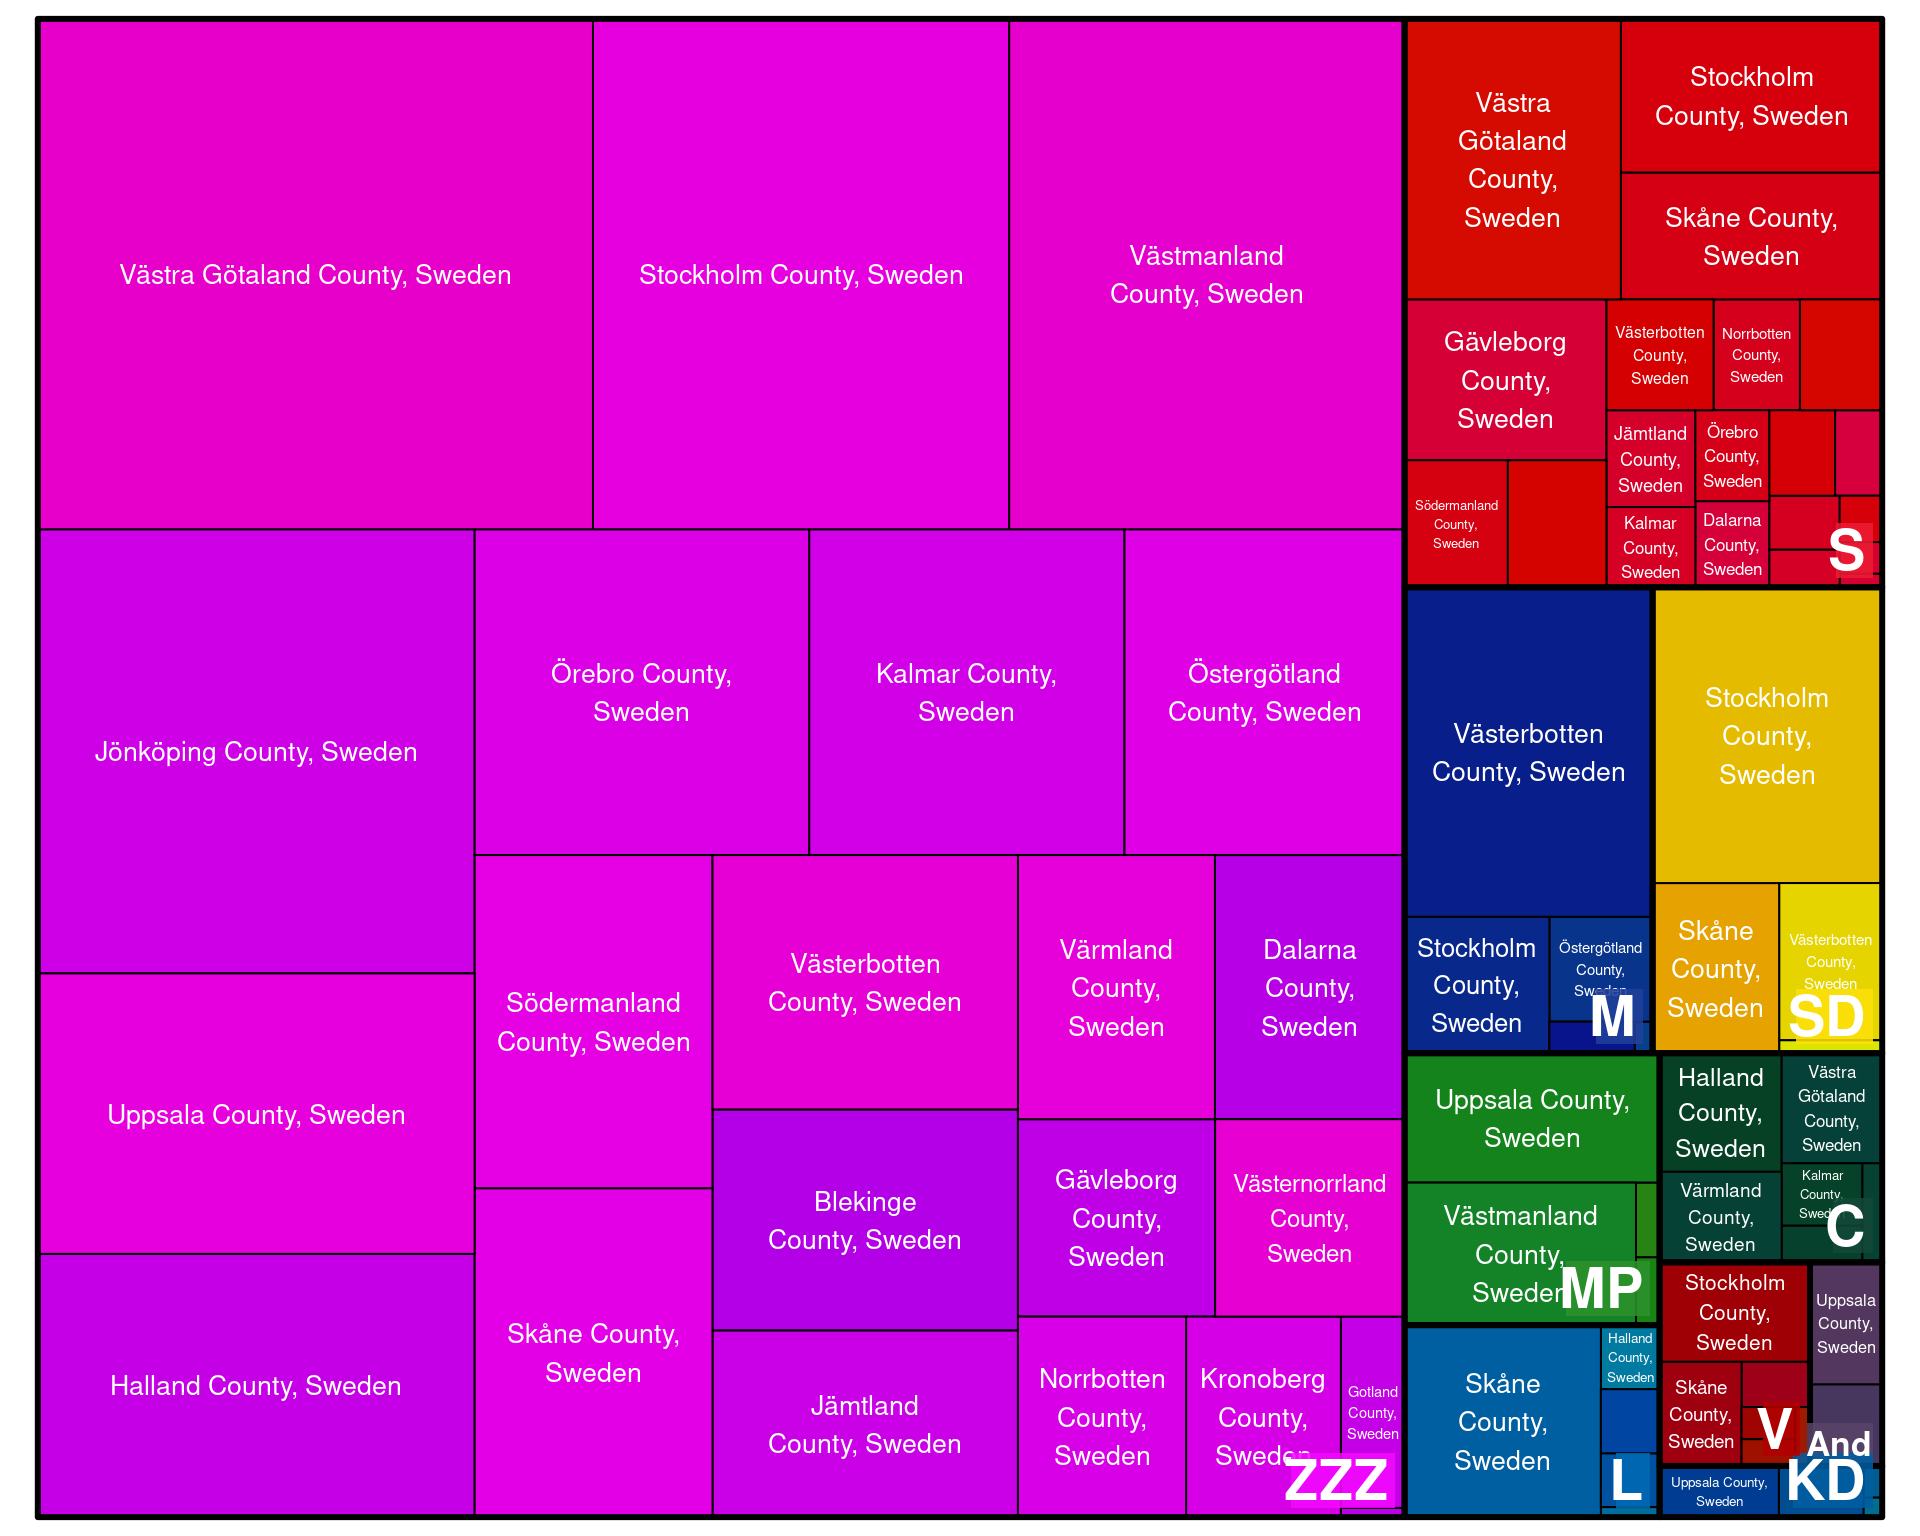 Västra Götaland County, Sweden
Stockholm County, Sweden
Västmanland
County, Sweden
Jönköping County, Sweden
Örebro County,
Sweden
Kalmar County,
Sweden
Östergötland
County, Sweden
Uppsala County, Sweden
Halland County, Sweden
Södermanland
County, Sweden
Skåne County,
Sweden
Västerbotten
County, Sweden
Blekinge
County, Sweden
Jämtland
County, Sweden
Värmland
County,
Sweden
Dalarna
County,
Sweden
Gävleborg
County,
Sweden
Västernorrland
County,
Sweden
Norrbotten
County,
Sweden
Kronoberg
County,
Sweden
Gotland
County,
Sweden
ZZZ
Västra
Götaland
County,
Sweden
Stockholm
County, Sweden
Skåne County,
Sweden
Gävleborg
County,
Sweden
Västerbotten
County,
Sweden
Norrbotten
County,
Sweden
Södermanland
County,
Sweden
Jämtland
County,
Sweden
Örebro
County,
Sweden
Kalmar
County,
Sweden
Dalarna
County,
Sweden
S
Västerbotten
County, Sweden
Stockholm
County,
Sweden
Östergötland
County,
Sweden
M
Stockholm
County,
Sweden
Skåne
County,
Sweden
Västerbotten
County,
Sweden
SD
Uppsala County,
Sweden
Västmanland
County,
Sweden
MP
Halland
County,
Sweden
Västra
Götaland
County,
Sweden
Värmland
County,
Sweden
Kalmar
County,
Sweden
C
Skåne
County,
Sweden
Halland
County,
Sweden
L
Stockholm
County,
Sweden
Skåne
County,
Sweden
V
Uppsala
County,
Sweden
And
Uppsala County,
Sweden
KD